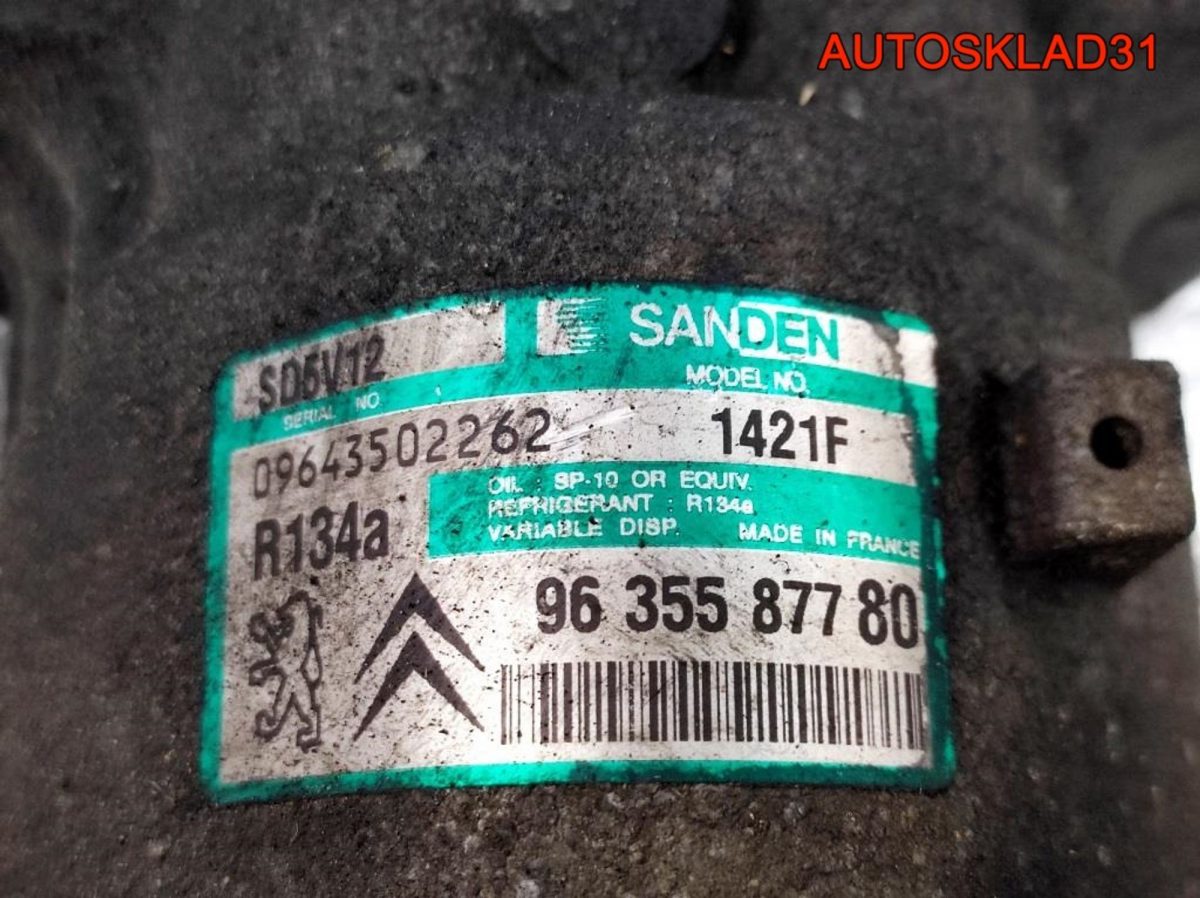 AUTOSKLAD31
SD5V12
SANDEN
SERIAL NO.
MODEL NO.
09643502262
1421F
OIL : SP-10 OR EQUIV.
REFRIGERANT : R134a
VARIABLE DISP.
MADE IN FRANCE
R134a
96 355 877 80